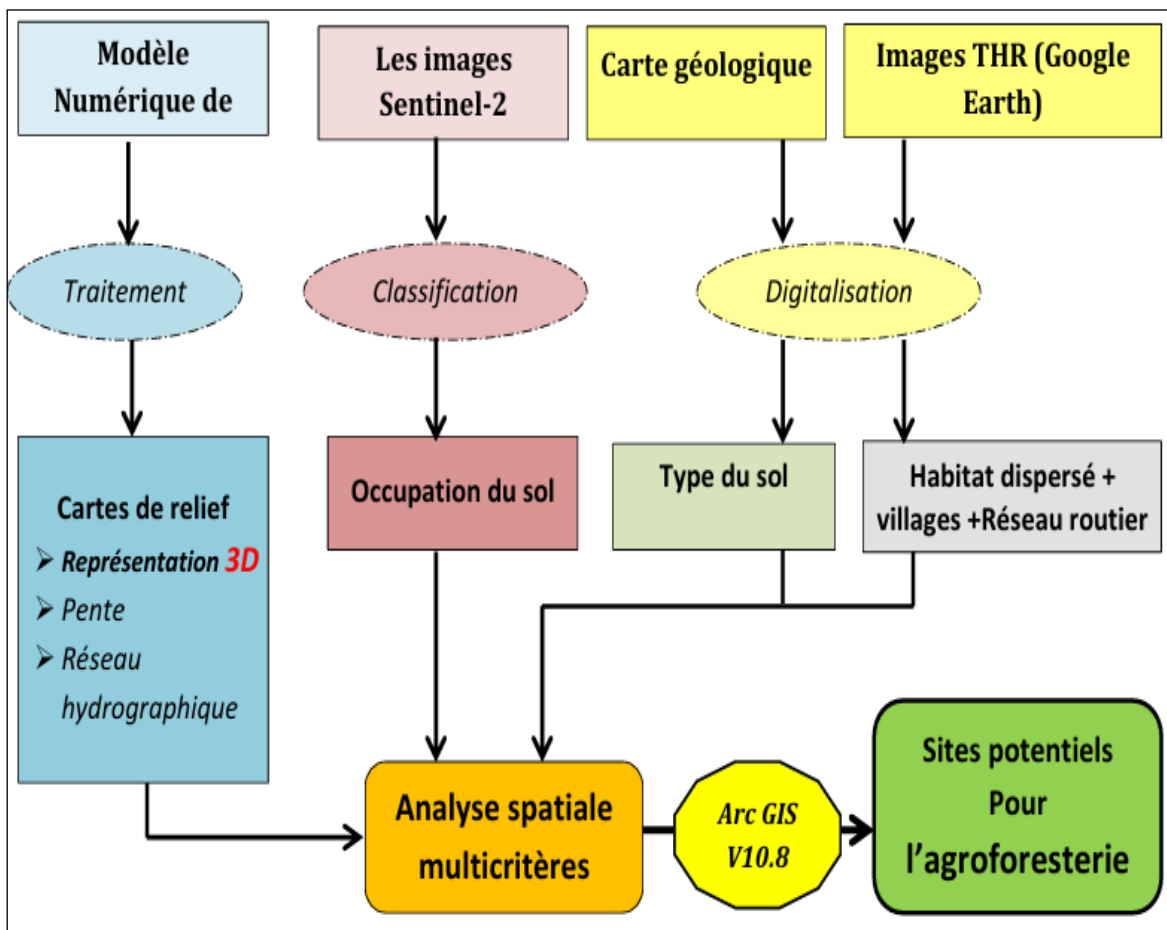 Modèle
Numérique de
Les images
Sentinel-2
Carte géologique
Images THR (Google
Earth)
Traitement
Classification
Digitalisation
Cartes de relief
➢ Représentation 3D
➢ Pente
➢ Réseau
hydrographique
Occupation du sol
Type du sol
Habitat dispersé +
villages +Réseau routier
Analyse spatiale
multicritères
Arc GIS
V10.8
Sites potentiels
Pour
l'agroforesterie